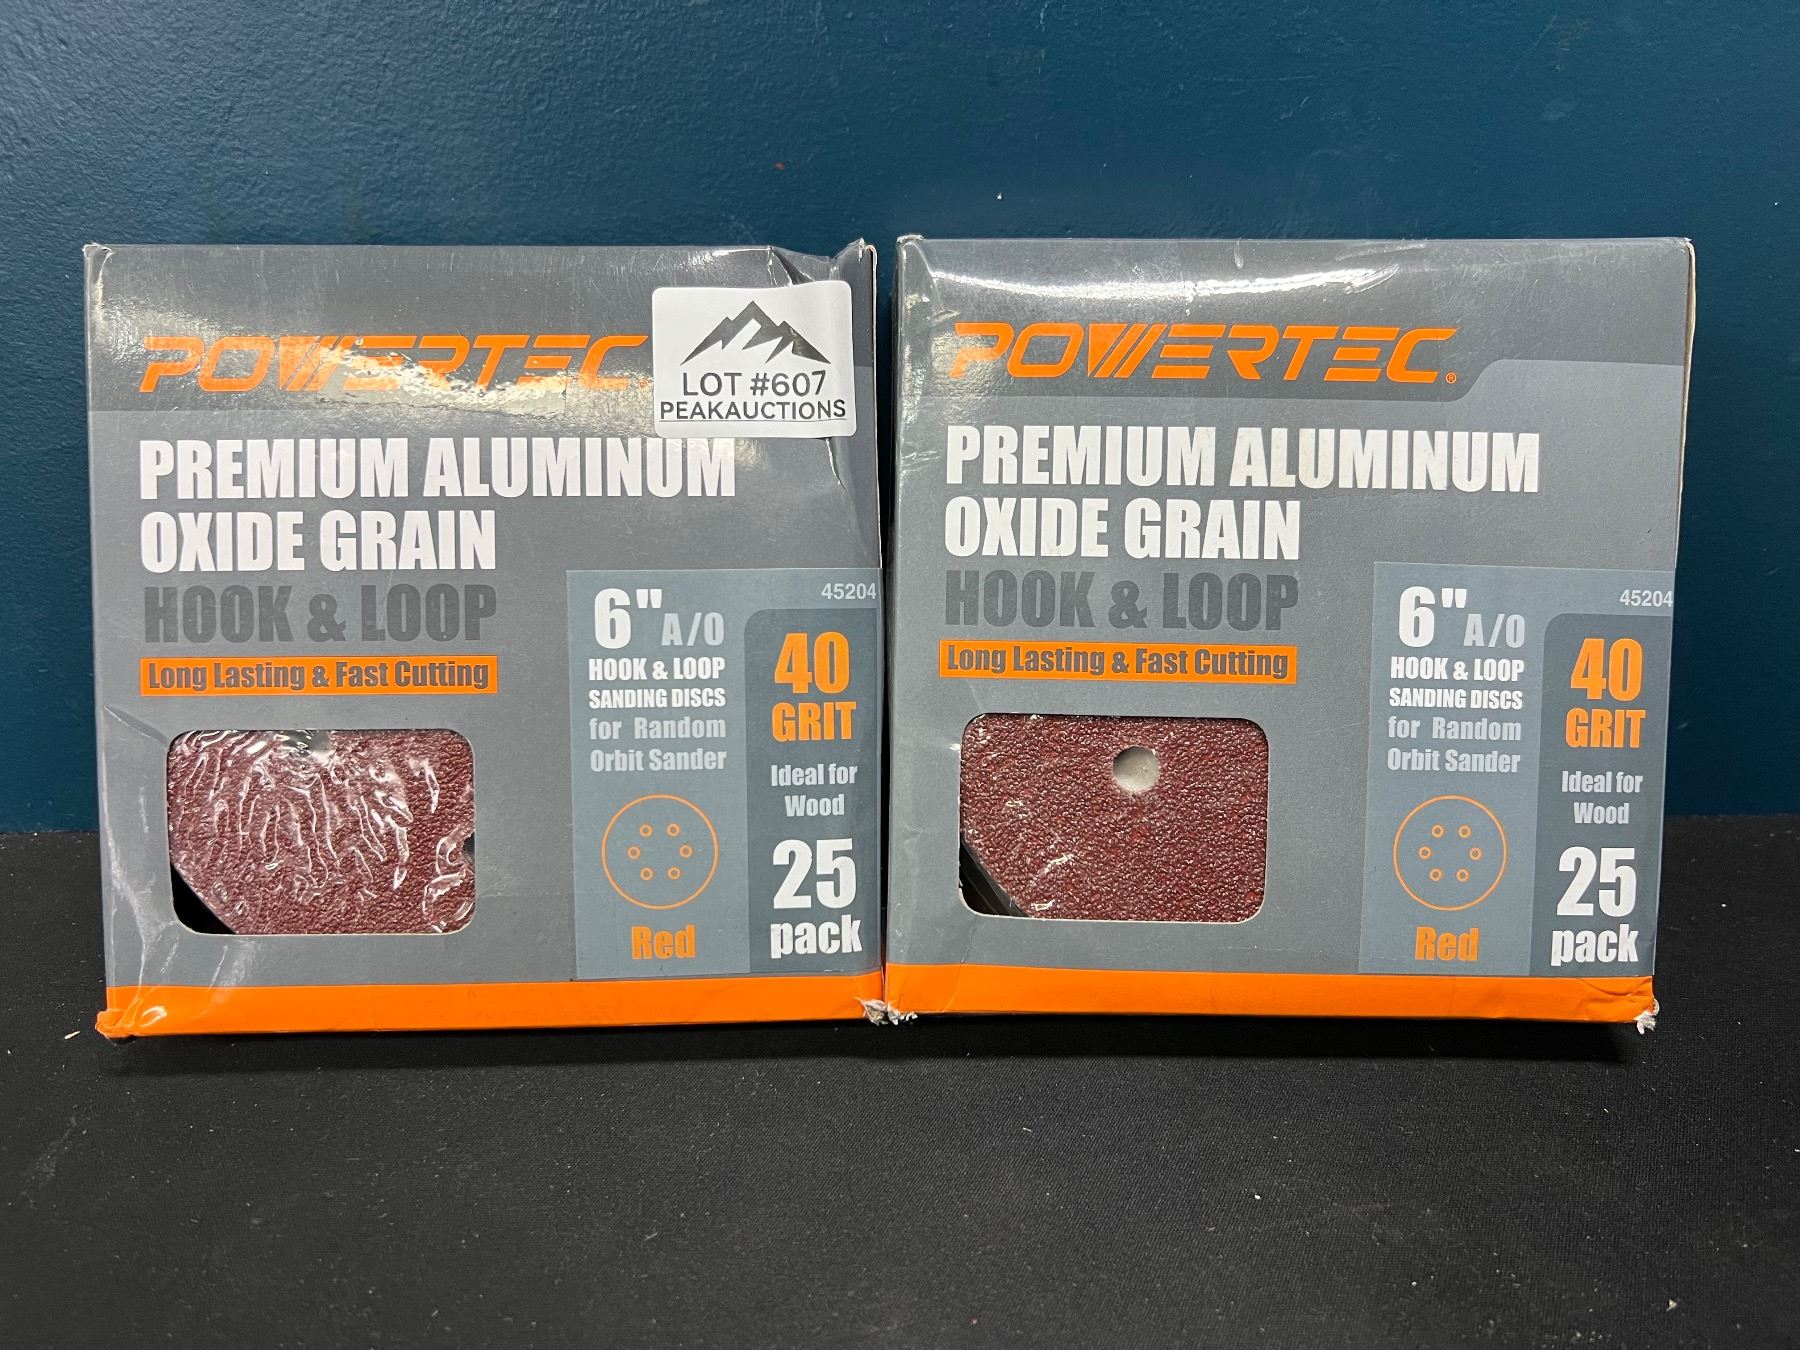 POWERTEC
LOT #607
PEAKAUCTIONS
PREMIUM ALUMINUM
OXIDE GRAIN
HOOK & LOOP
Long Lasting & Fast Cutting
6" A/O
HOOK & LOOP
SANDING DISCS
for Random
Orbit Sander
Red
45204
40
GRIT
Ideal for
Wood
25
pack
POWERTEC®
PREMIUM ALUMINUM
OXIDE GRAIN
HOOK & LOOP
Long Lasting & Fast Cutting
6" A/O
HOOK & LOOP
SANDING DISCS
for Random
Orbit Sander
Red
45204
40
GRIT
Ideal for
Wood
25
pack